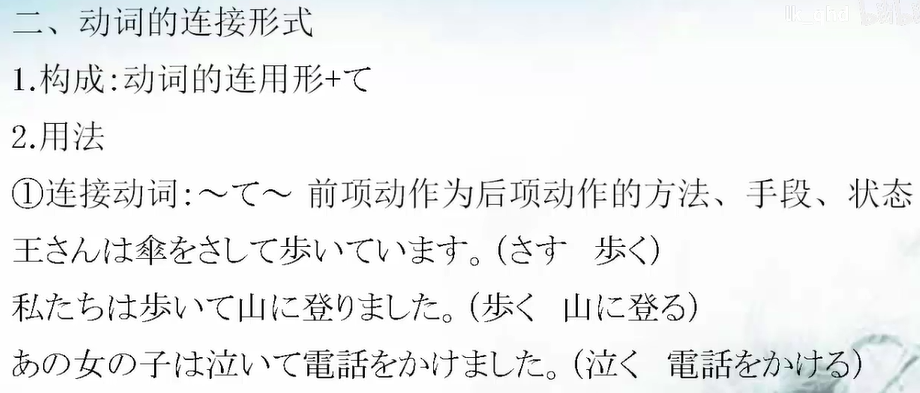 二、动词的连接形式
1.构成:动词的连用形+て
2.用法
①连接动词:～て～ 前项动作为后项动作的方法、手段、状态
王さんは傘をさして歩いています。(さす 歩く)
私たちは歩いて山に登りました。(歩く 山に登る)
あの女の子は泣いて電話をかけました。(泣く 電話をかける)